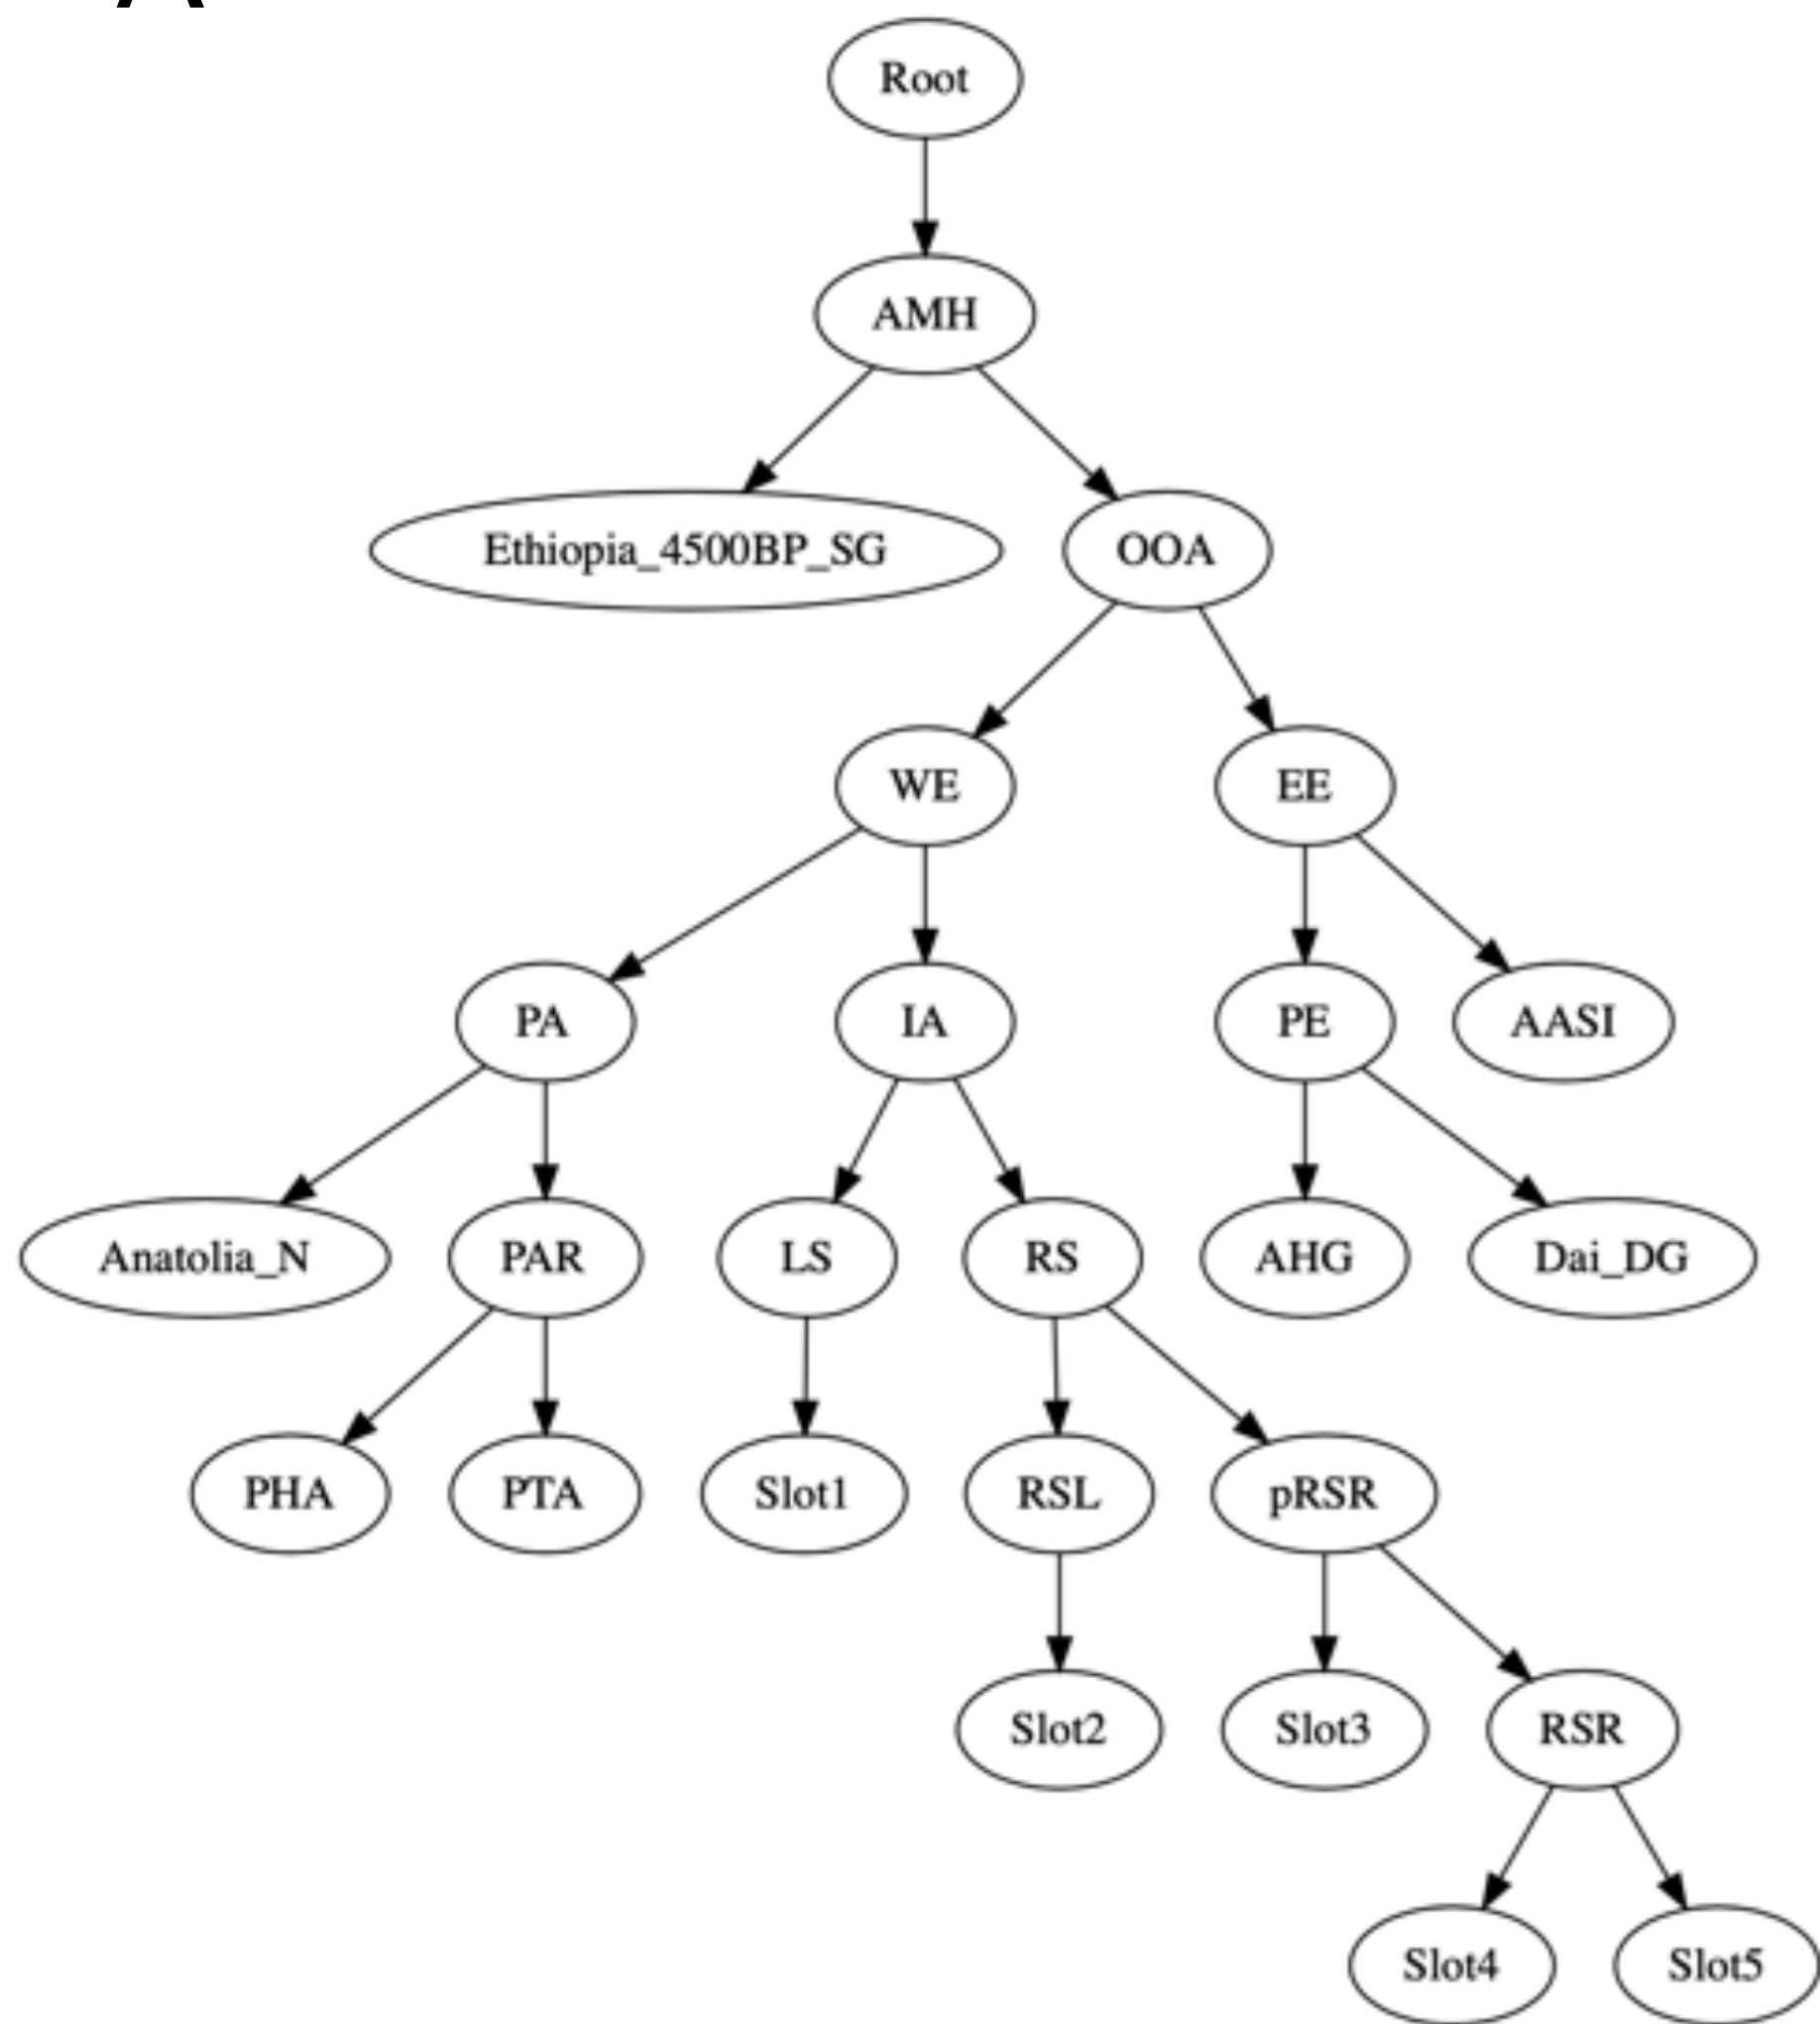 Root
AMH
Ethiopia_4500BP_SG OOA
WE EE
PA IA PE AASI
Anatolia_N PAR LS RS AHG Dai_DG
PHA PTA Slot1 RSL pRSR
Slot2 Slot3 RSR
Slot4 Slot5